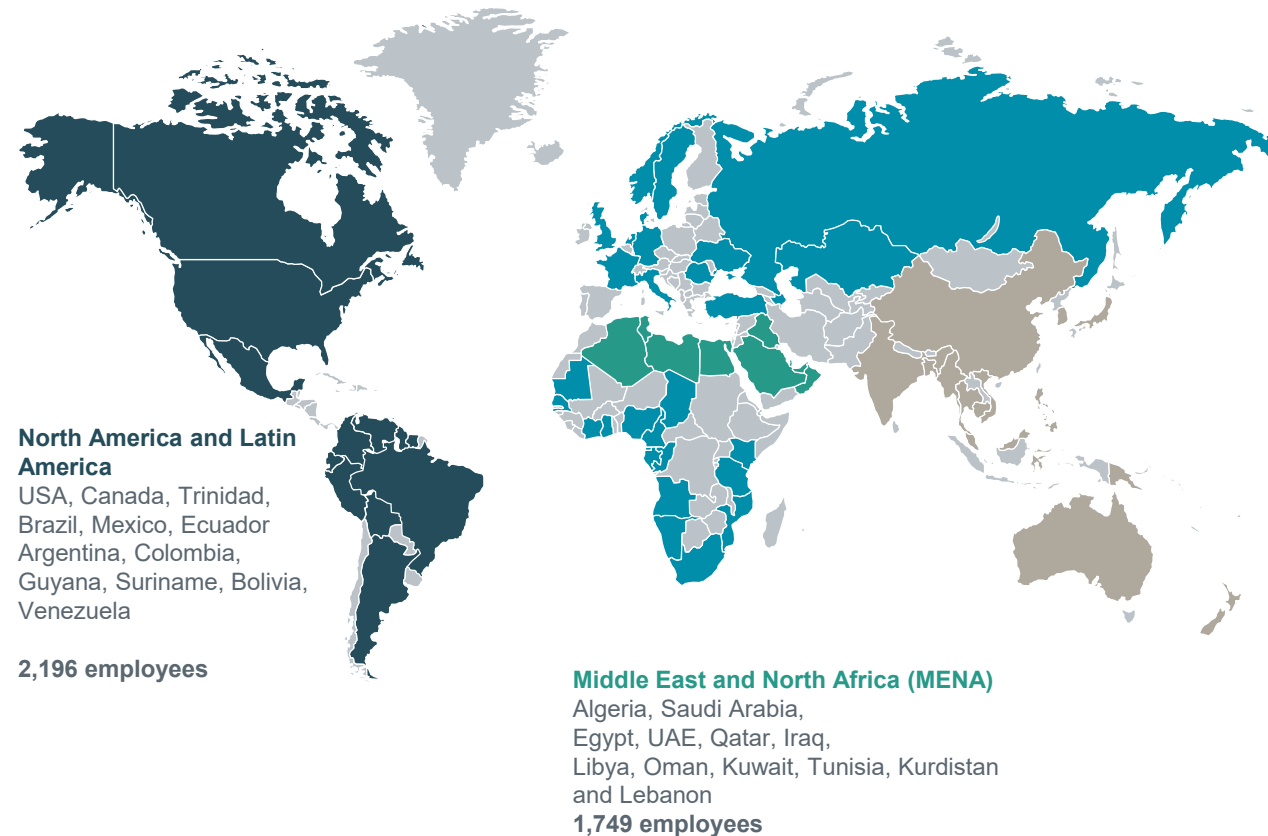 North America and Latin
America
USA, Canada, Trinidad,
Brazil, Mexico, Ecuador
Argentina, Colombia,
Guyana, Suriname, Bolivia,
Venezuela
2,196 employees
Middle East and North Africa (MENA)
Algeria, Saudi Arabia,
Egypt, UAE, Qatar, Iraq,
Libya, Oman, Kuwait, Tunisia, Kurdistan
and Lebanon
1,749 employees